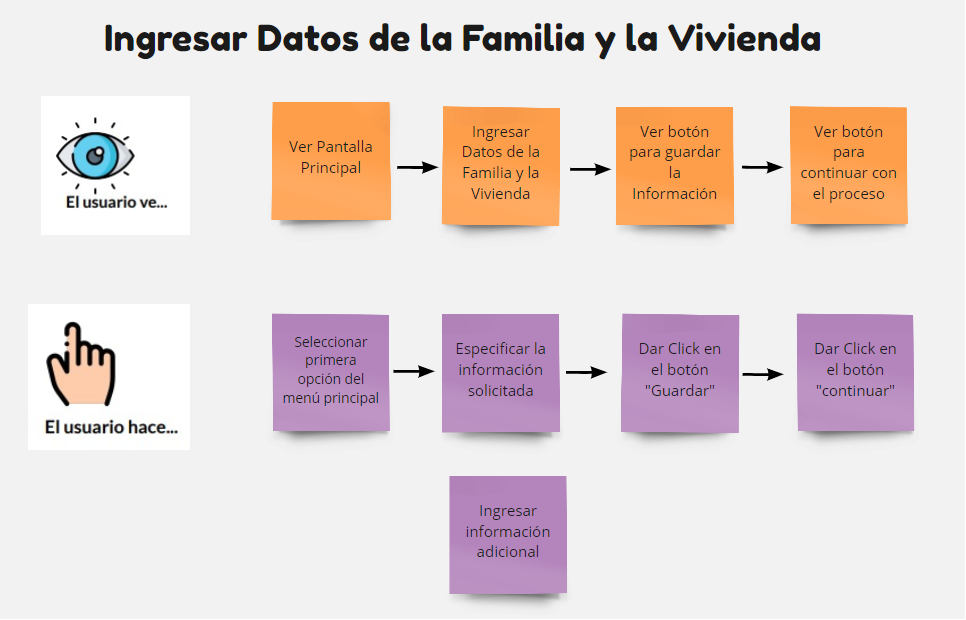 Ingresar Datos de la Familia y la Vivienda
El usuario ve...
Ver Pantalla
Principal
Ingresar
Datos de la
Familia y la
Vivienda
Ver botón
para guardar
la
Información
Ver botón
para
continuar con
el proceso
El usuario hace...
Seleccionar
primera
opción del
menú principal
Especificar la
información
solicitada
Dar Click en
el botón
"Guardar"
Dar Click en
el botón
"continuar"
Ingresar
información
adicional